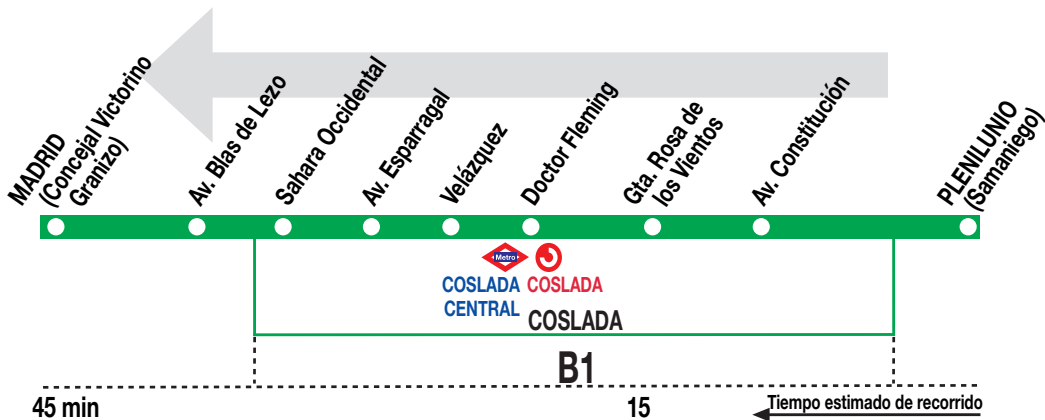 MADRID
(Concejal Victorino
Granizo)
Av. Blas de Lezo
Sahara Occidental
Av. Esparragal
Velázquez
Doctor Fleming
Gta. Rosa de
los Vientos
Av. Constitución
PLENILUNIO
(Samaniego)
Metro
COSLADA
CENTRAL
COSLADA
COSLADA
B1
45 min
15
Tiempo estimado de recorrido